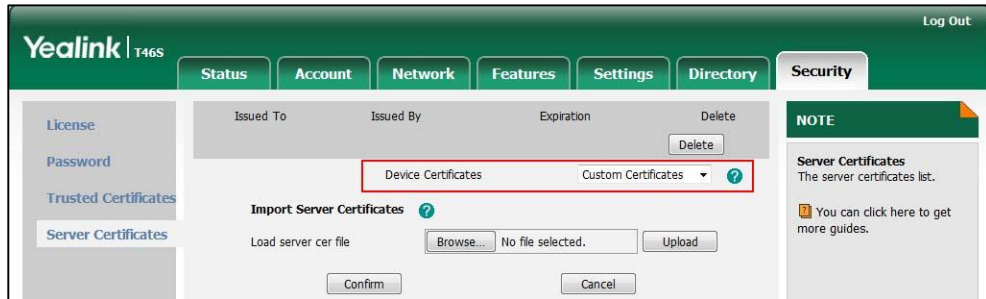 Log Out
Yealink T46S
Status Account Network Features Settings Directory Security
License
Password
Trusted Certificates
Server Certificates
Issued To Issued By Expiration Delete
Delete
Device Certificates Custom Certificates ?
Import Server Certificates ?
Load server cer file Browse... No file selected. Upload
Confirm Cancel
NOTE
Server Certificates
The server certificates list.
? You can click here to get
more guides.